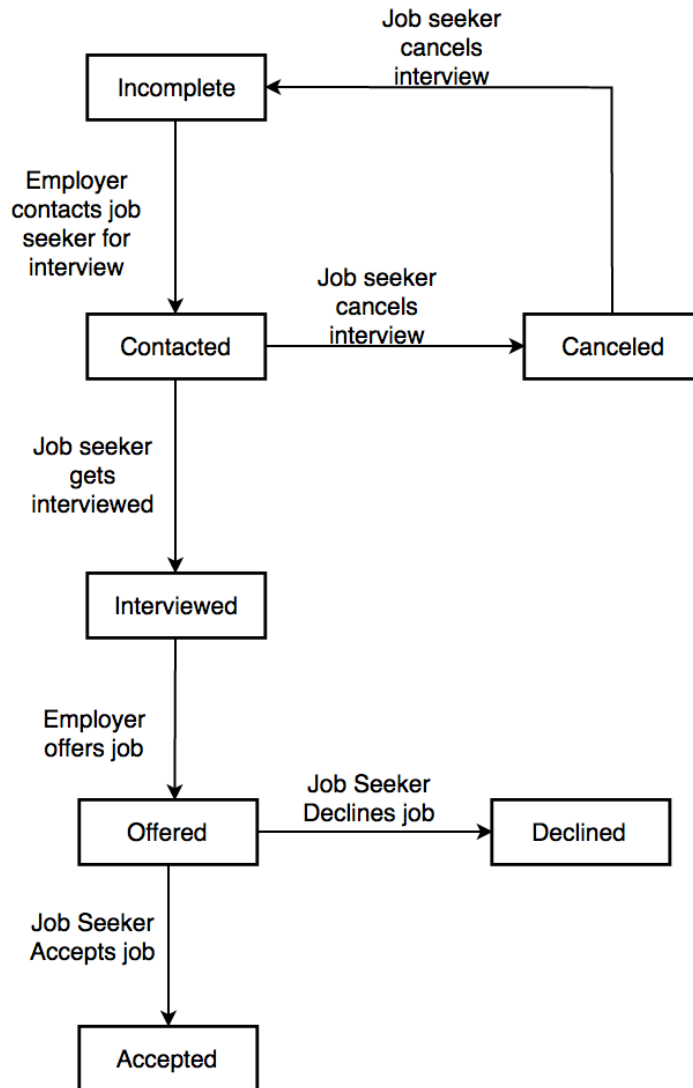 Job seeker
cancels
interview
Incomplete
Employer
contacts job
seeker for
interview
Job seeker
cancels
interview
Contacted
Canceled
Job seeker
gets
interviewed
Interviewed
Employer
offers job
Job Seeker
Declines job
Offered
Declined
Job Seeker
Accepts job
Accepted